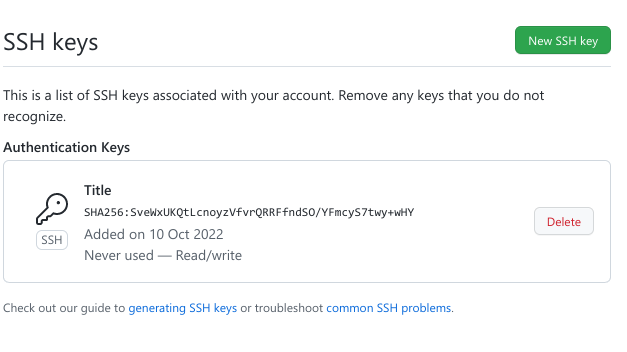 SSH keys
New SSH key
This is a list of SSH keys associated with your account. Remove any keys that you do not
recognize.
Authentication Keys
Title
SHA256:SveWxUKQtLcnoyzVfvrQRRFfndSO/YFmcyS7twy+wHY
SSH
Added on 10 Oct 2022
Never used — Read/write
Delete
Check out our guide to generating SSH keys or troubleshoot common SSH problems.